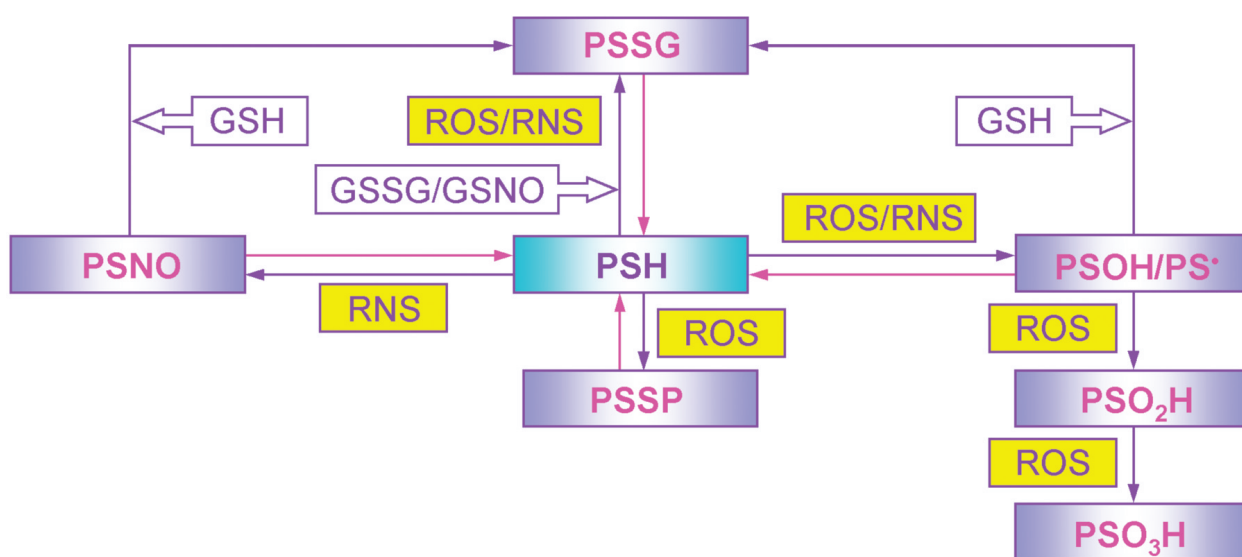 PSSG
GSH
ROS/RNS
GSH
GSSG/GSNO
ROS/RNS
PSNO
PSH
PSOH/PS•
RNS
ROS
ROS
PSSP
PSO₂H
ROS
PSO₃H